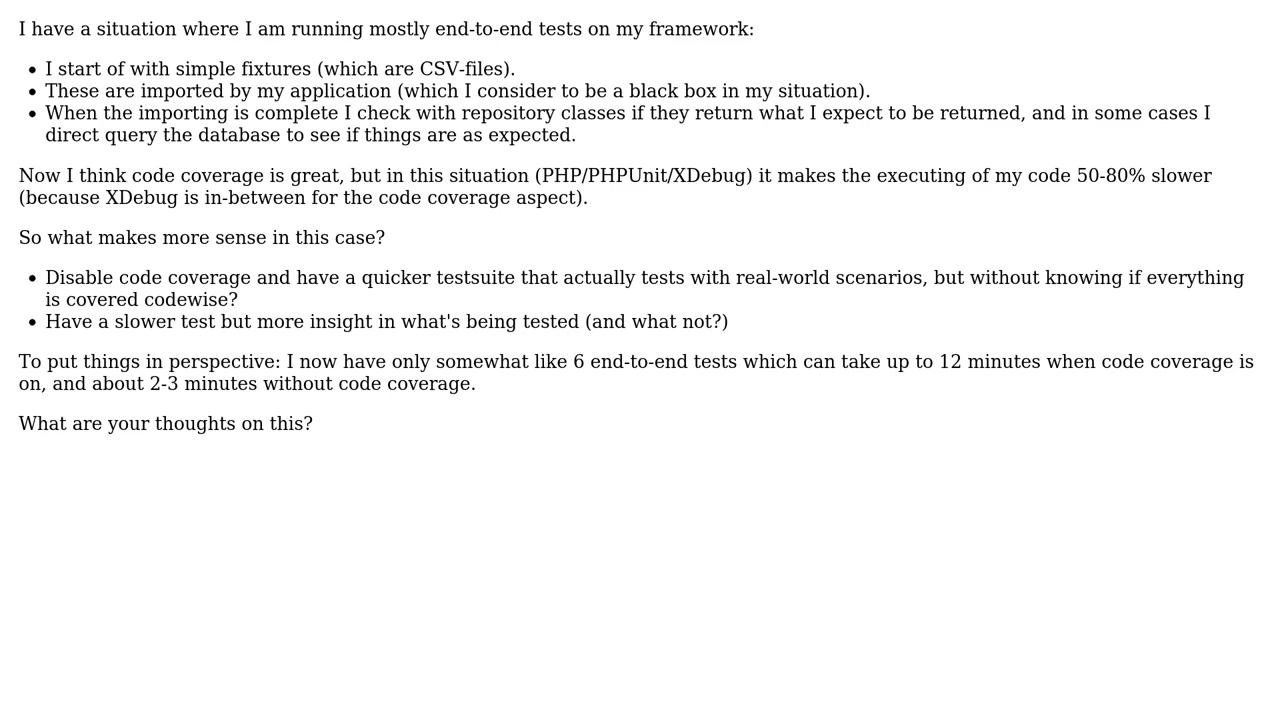 I have a situation where I am running mostly end-to-end tests on my framework:
• I start of with simple fixtures (which are CSV-files).
• These are imported by my application (which I consider to be a black box in my situation).
• When the importing is complete I check with repository classes if they return what I expect to be returned, and in some cases I
direct query the database to see if things are as expected.
Now I think code coverage is great, but in this situation (PHP/PHPUnit/XDebug) it makes the executing of my code 50-80% slower
(because XDebug is in-between for the code coverage aspect).
So what makes more sense in this case?
• Disable code coverage and have a quicker testsuite that actually tests with real-world scenarios, but without knowing if everything
is covered codewise?
• Have a slower test but more insight in what's being tested (and what not?)
To put things in perspective: I now have only somewhat like 6 end-to-end tests which can take up to 12 minutes when code coverage is
on, and about 2-3 minutes without code coverage.
What are your thoughts on this?